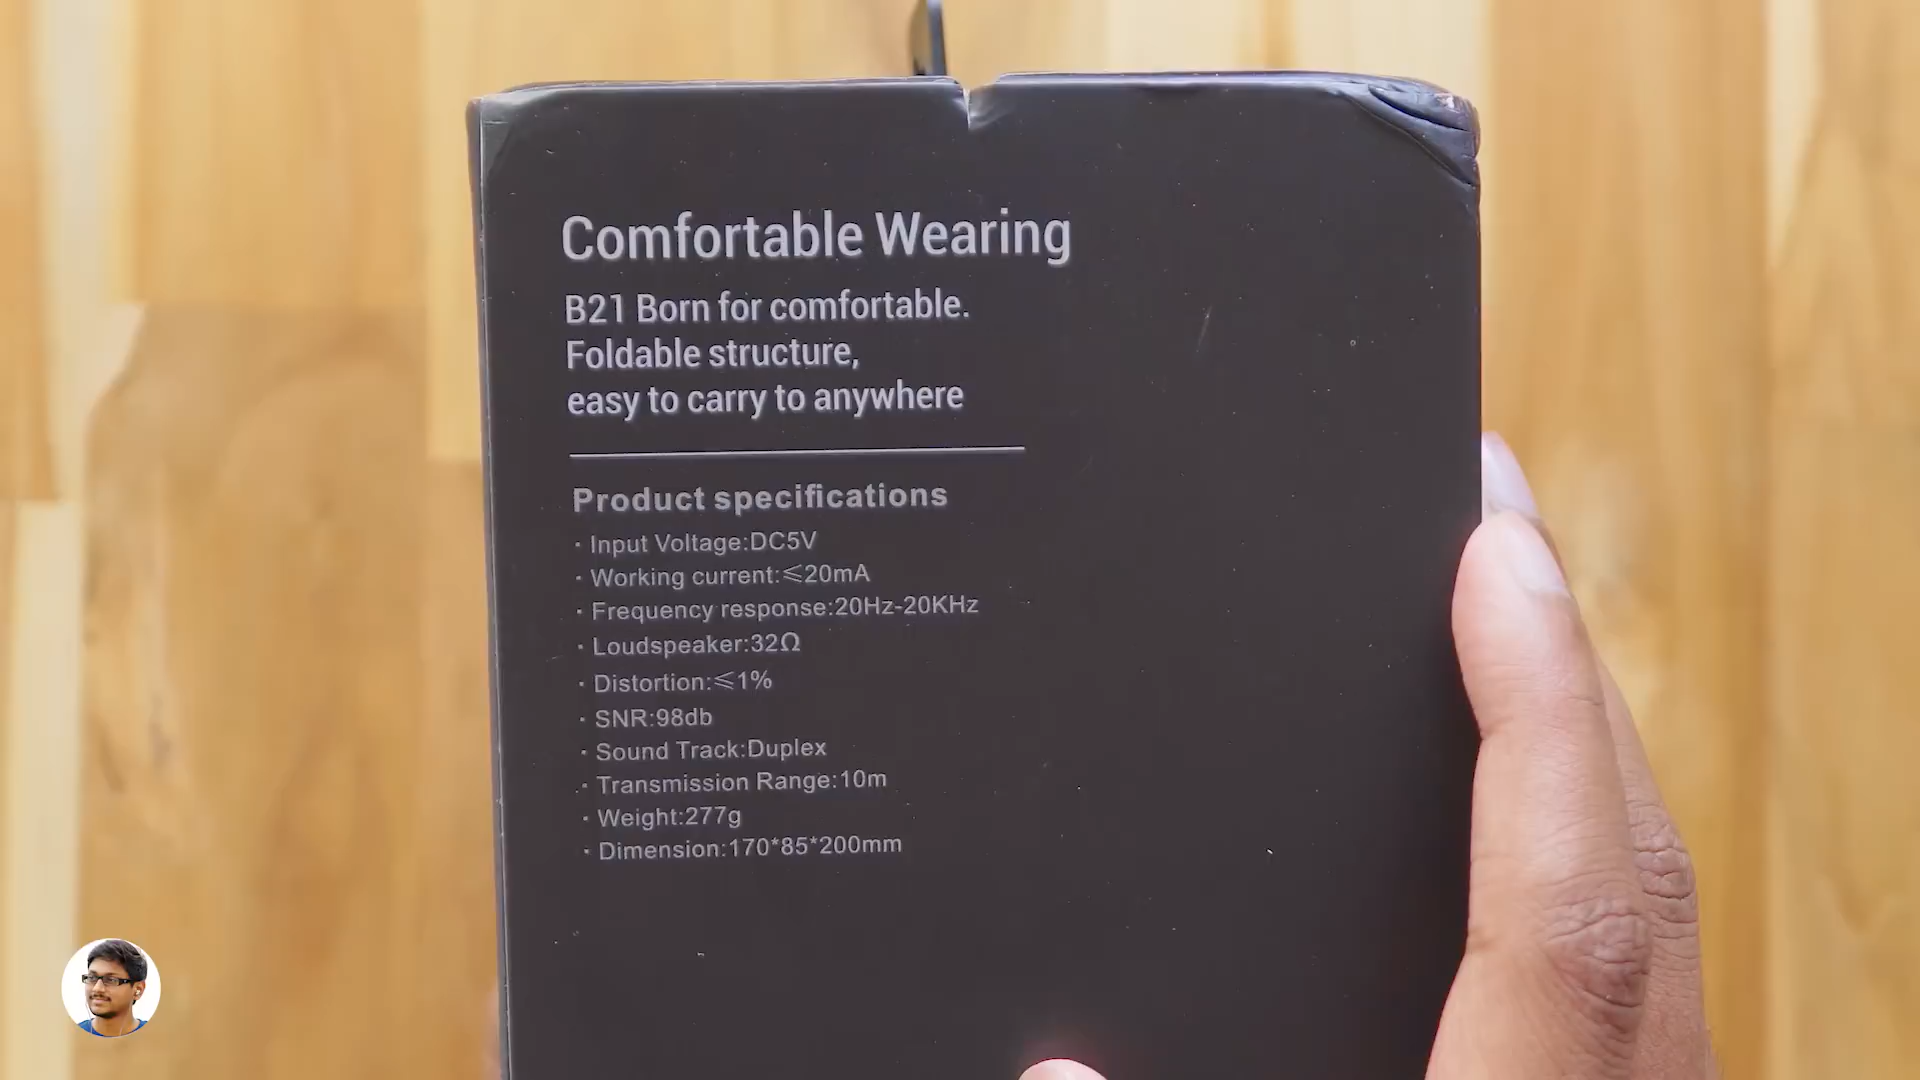 Comfortable Wearing
B21 Born for comfortable.
Foldable structure,
easy to carry to anywhere
Product specifications
· Input Voltage:DC5V
· Working current:⩽20mA
· Frequency response:20Hz-20KHz
· Loudspeaker:32Ω
· Distortion:⩽1%
· SNR:98db
· Sound Track:Duplex
· Transmission Range:10m
· Weight:277g
· Dimension:170*85*200mm